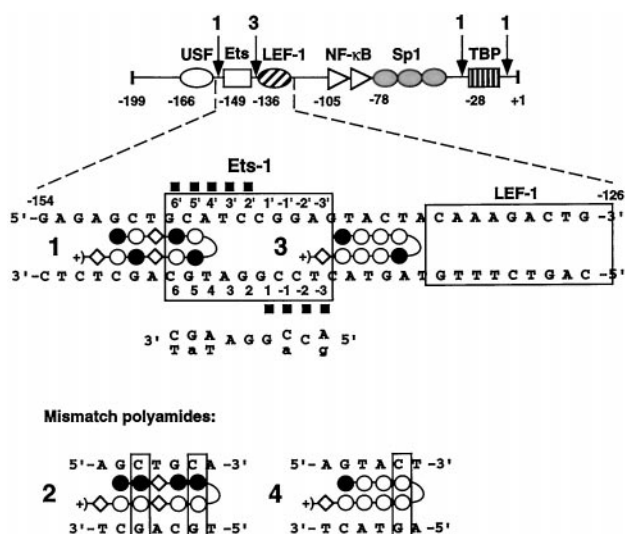 1 3 1 1
USF Ets LEF-1 NF-κB Sp1 TBP
-199 -166 -149 -136 -105 -78 -28 +1
Ets-1
-154 6' 5' 4' 3' 2' 1' -1' -2' -3' LEF-1 -126
5'-G A G A G C T G C A T C C G G A G T A C T A C A A A G A C T G -3'
1 3
+) +)
3'-C T C T C G A C G T A G G C C T C A T G A T G T T T C T G A C -5'
6 5 4 3 2 1 -1 -2 -3
3' C G A A G G C C A 5'
T a T a g
Mismatch polyamides:
5'-A G C T G C A -3' 5'-A G T A C T -3'
2 4
+) +)
3'-T C G A C G T -5' 3'-T C A T G A -5'